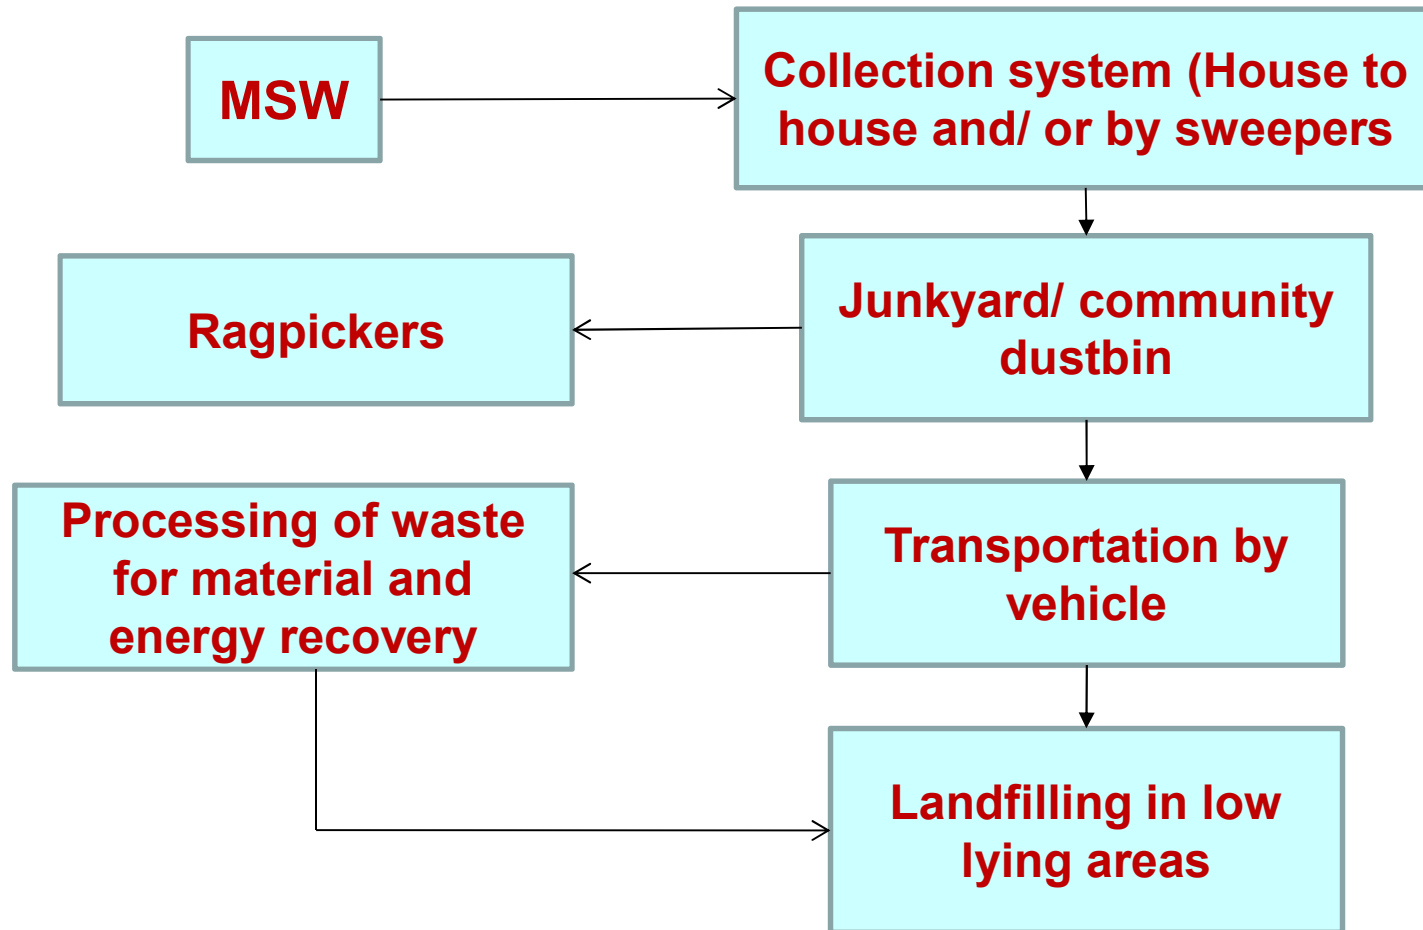 MSW
Collection system (House to
house and/ or by sweepers
Ragpickers
Junkyard/ community
dustbin
Processing of waste
for material and
energy recovery
Transportation by
vehicle
Landfilling in low
lying areas